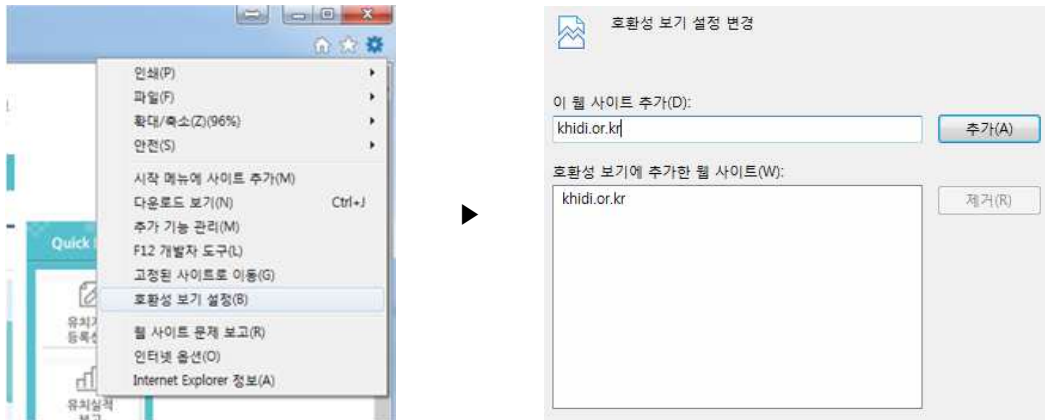 인쇄(P)
파일(F)
확대/축소(Z)(96%)
안전(S)
시작 메뉴에 사이트 추가(M)
다운로드 보기(N) Ctrl+J
추가 기능 관리(M)
F12 개발자 도구(L)
고정된 사이트로 이동(G)
호환성 보기 설정(B)
웹 사이트 문제 보고(R)
인터넷 옵션(O)
Internet Explorer 정보(A)
Quick
유치
등록
유치실적
보고
호환성 보기 설정 변경
이 웹 사이트 추가(D):
khidi.or.kr
추가(A)
호환성 보기에 추가한 웹 사이트(W):
khidi.or.kr
제거(R)